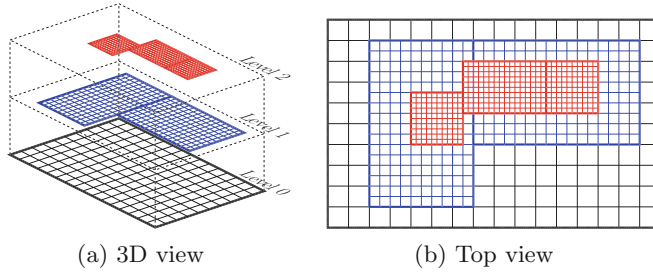 Level 2
Level 1
Level 0
(a) 3D view
(b) Top view